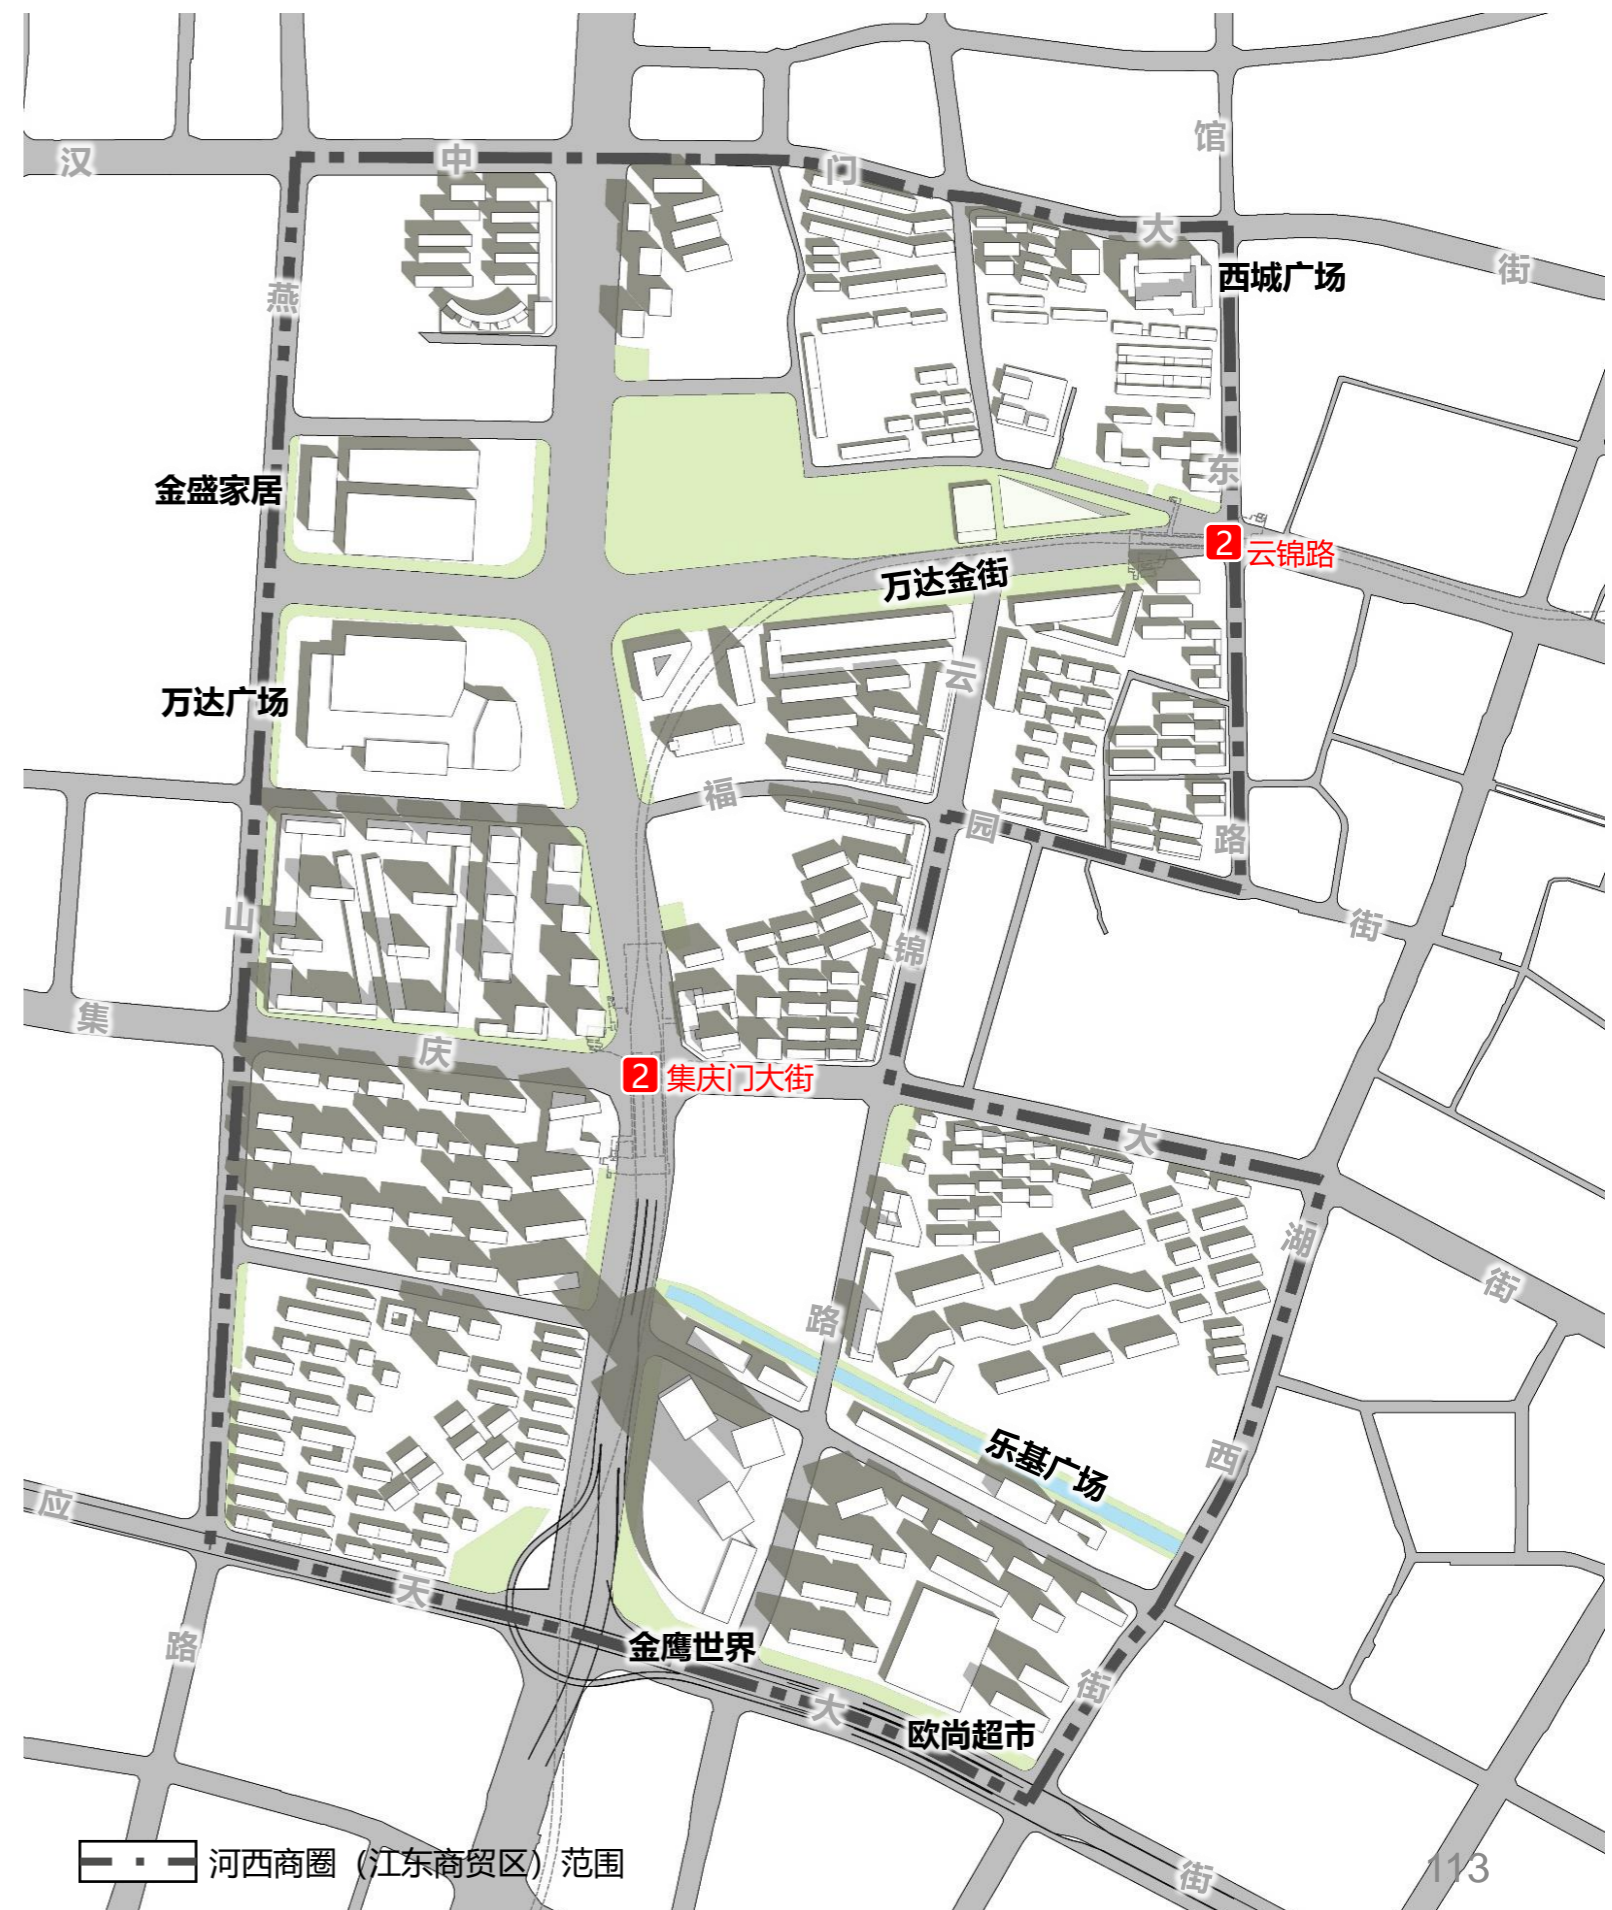 汉 中 门 大 街
馆 东 路
燕 山 路
西城广场
金盛家居
2 云锦路
万达金街
万达广场
云 锦 路
福 园 街
集 庆 大 街
2 集庆门大街
湖 西 街
乐基广场
应 天 大 街
金鹰世界
欧尚超市
河西商圈（江东商贸区）范围
113